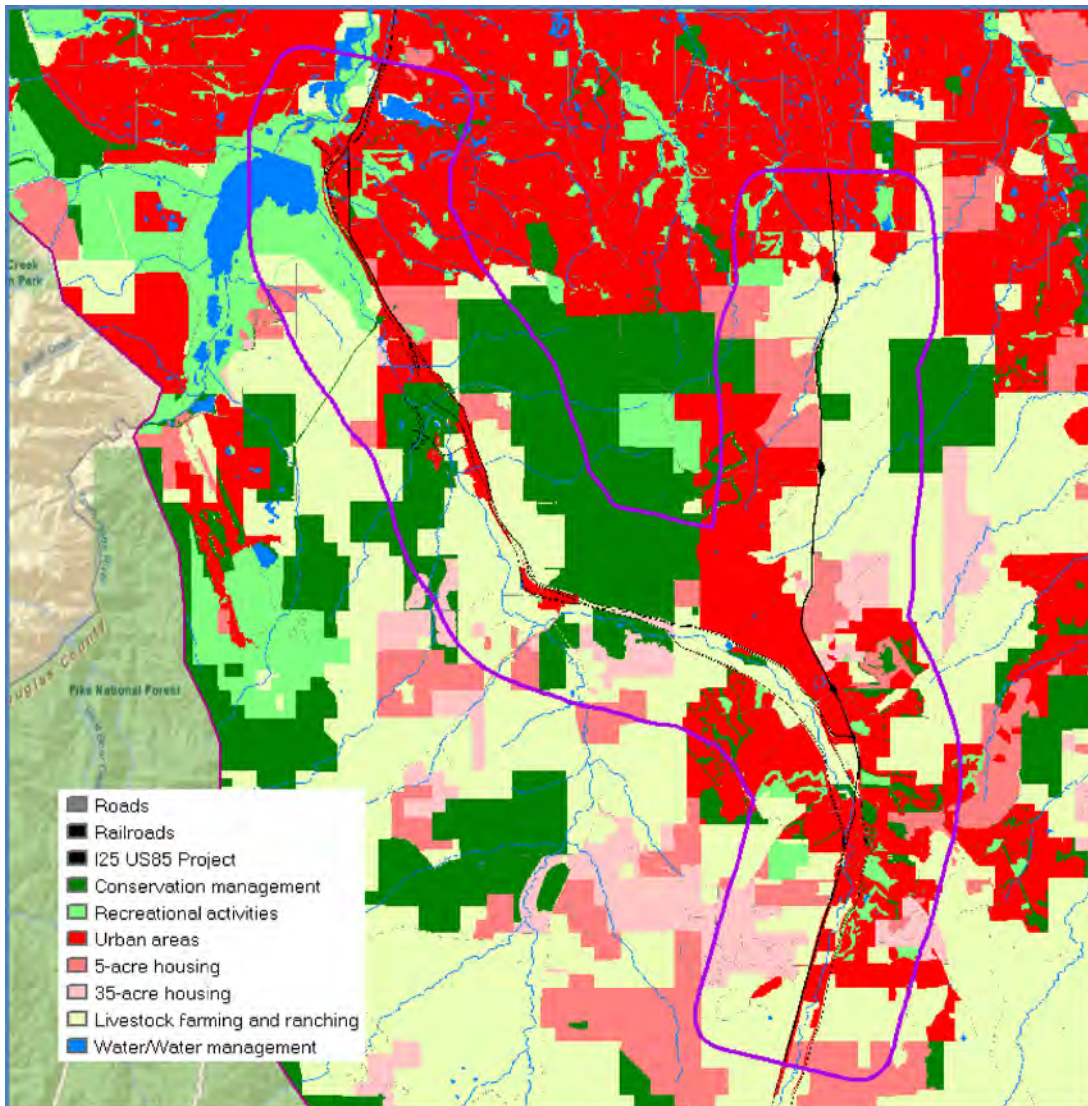 Creek
n Park
Douglas County
Pike National Forest
Roads
Railroads
I25 US85 Project
Conservation management
Recreational activities
Urban areas
5-acre housing
35-acre housing
Livestock farming and ranching
Water/Water management